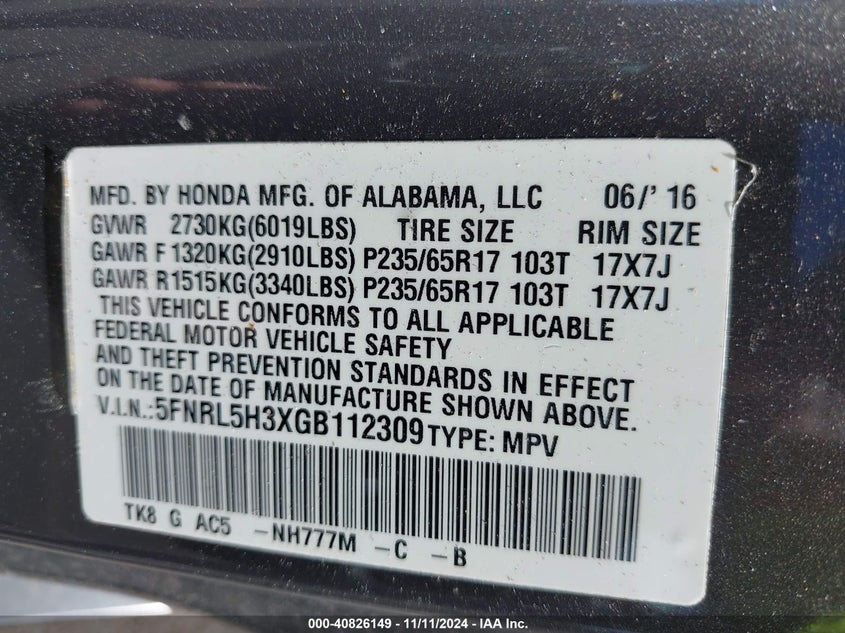 MFD. BY HONDA MFG. OF ALABAMA, LLC 06/' 16
GVWR 2730KG(6019LBS) TIRE SIZE RIM SIZE
GAWR F 1320KG(2910LBS) P235/65R17 103T 17X7J
GAWR R1515KG(3340LBS) P235/65R17 103T 17X7J
THIS VEHICLE CONFORMS TO ALL APPLICABLE
FEDERAL MOTOR VEHICLE SAFETY
AND THEFT PREVENTION STANDARDS IN EFFECT
ON THE DATE OF MANUFACTURE SHOWN ABOVE.
V.I.N.:5FNRL5H3XGB112309 TYPE: MPV
TK8 G AC5 -NH777M -C -B
000-40826149 - 11/11/2024 - IAA Inc.